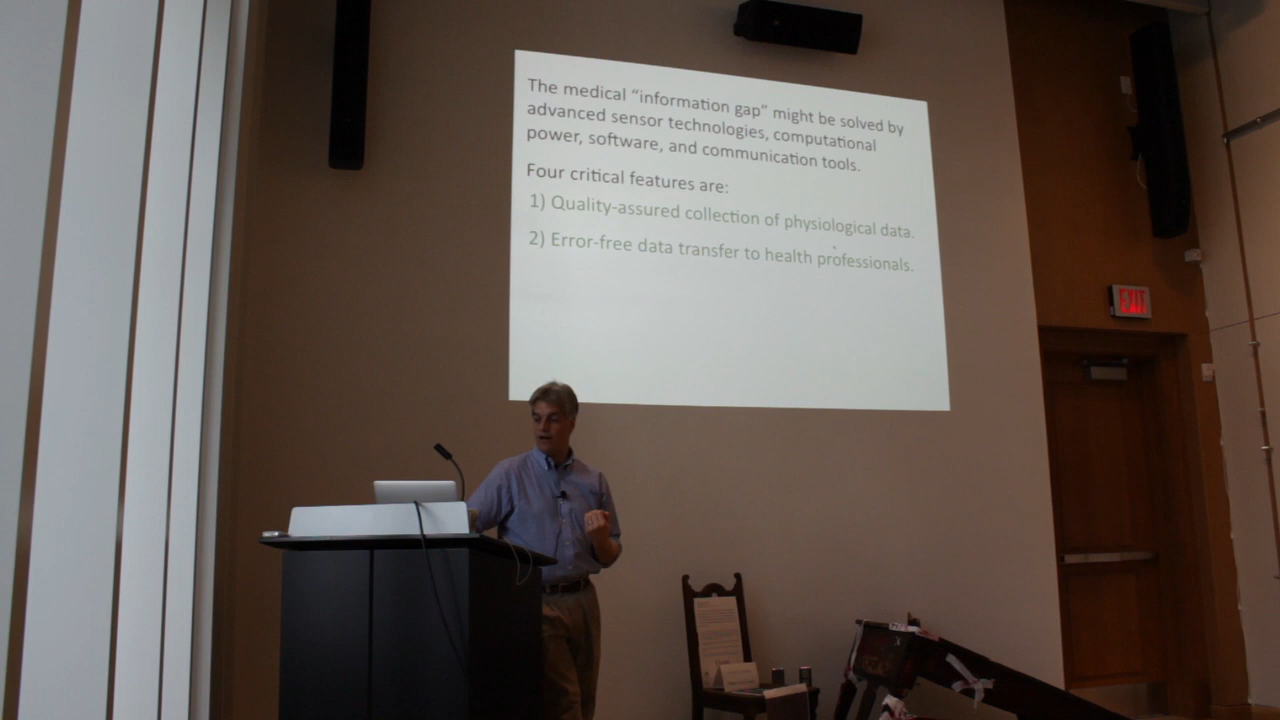 The medical “information gap” might be solved by
advanced sensor technologies, computational
power, software, and communication tools.
Four critical features are:
1) Quality-assured collection of physiological data.
2) Error-free data transfer to health professionals.
EXIT